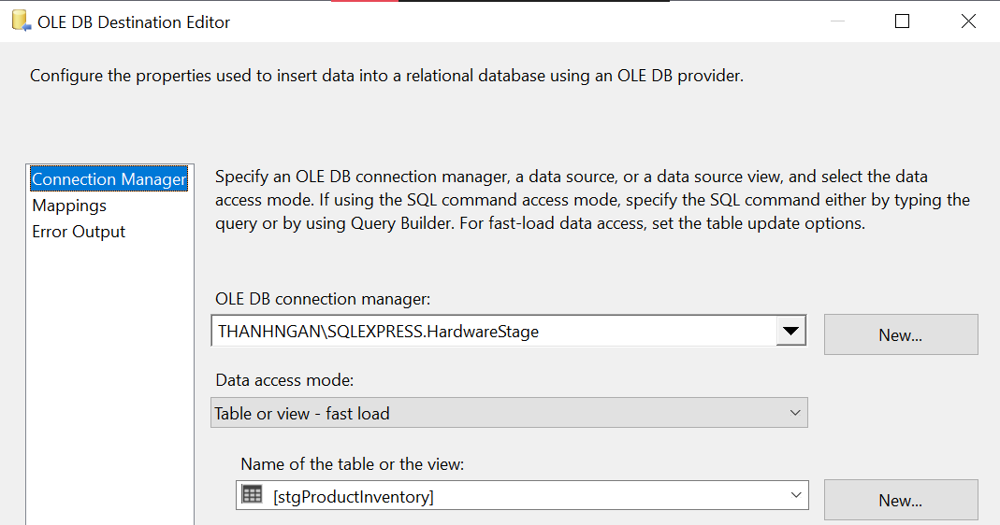 OLE DB Destination Editor
Configure the properties used to insert data into a relational database using an OLE DB provider.
Connection Manager
Mappings
Error Output
Specify an OLE DB connection manager, a data source, or a data source view, and select the data
access mode. If using the SQL command access mode, specify the SQL command either by typing the
query or by using Query Builder. For fast-load data access, set the table update options.
OLE DB connection manager:
THANHNGAN\SQLEXPRESS.HardwareStage
New...
Data access mode:
Table or view - fast load
Name of the table or the view:
[stgProductInventory]
New...